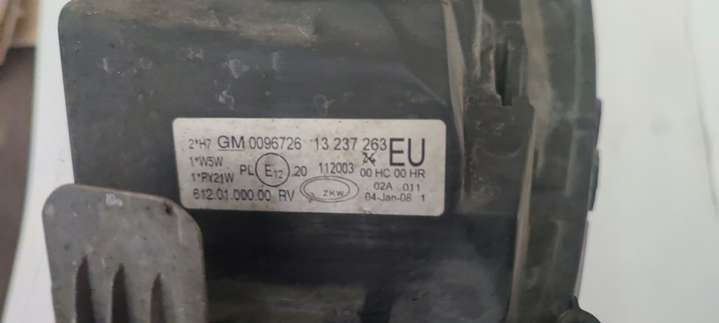 2*H7 GM 0096726 13 237 263 EU
1*W5W PL E12 .20 112003 00 HC 00 HR
1*PY21W 02A 011
612.01.000.00 RV ZKW 04-Jan-08 1